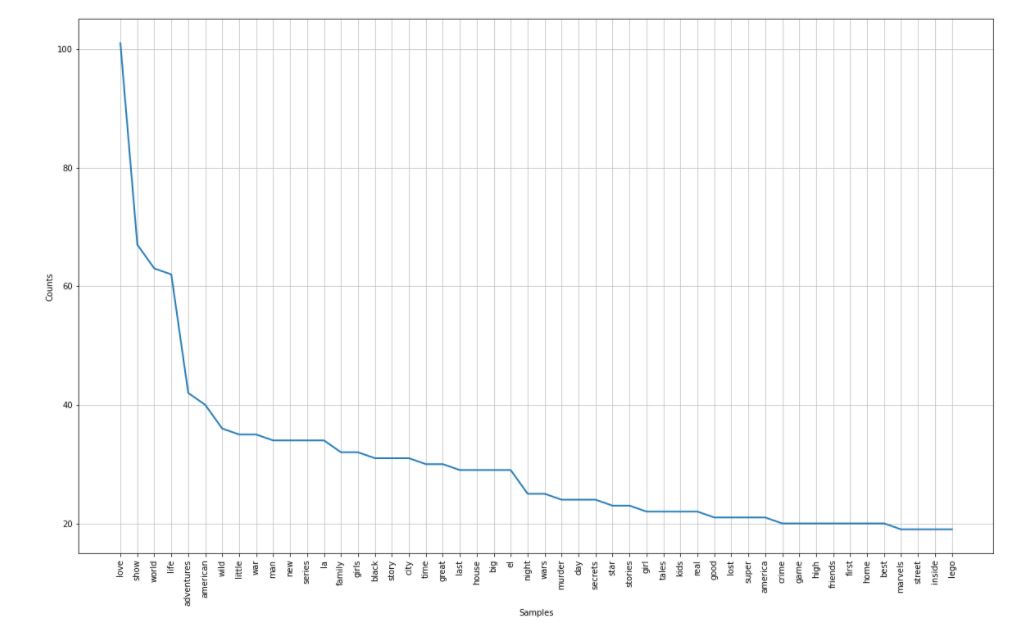 100
80
60
40
20
Counts
love
show
world
life
adventures
american
wild
little
war
man
new
series
la
family
girls
black
story
city
time
great
last
house
big
el
night
wars
murder
day
secrets
star
stories
girl
tales
kids
real
good
lost
super
america
crime
game
high
friends
first
home
best
marvels
street
inside
lego
Samples